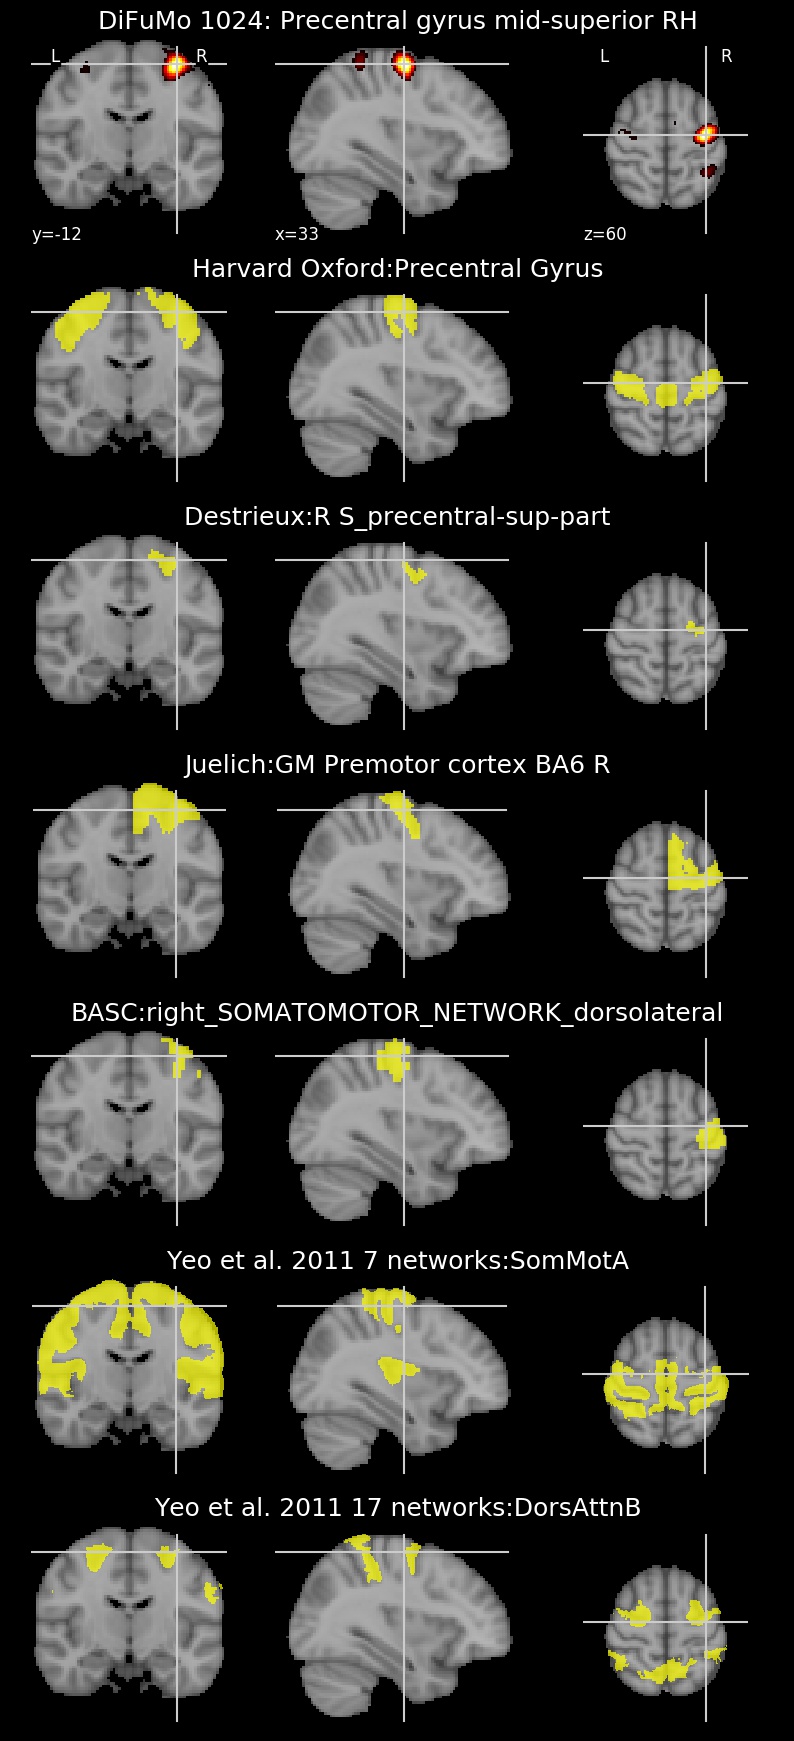 DiFuMo 1024: Precentral gyrus mid-superior RH
L R L R
y=-12 x=33 z=60
Harvard Oxford:Precentral Gyrus
Destrieux:R S_precentral-sup-part
Juelich:GM Premotor cortex BA6 R
BASC:right_SOMATOMOTOR_NETWORK_dorsolateral
Yeo et al. 2011 7 networks:SomMotA
Yeo et al. 2011 17 networks:DorsAttnB